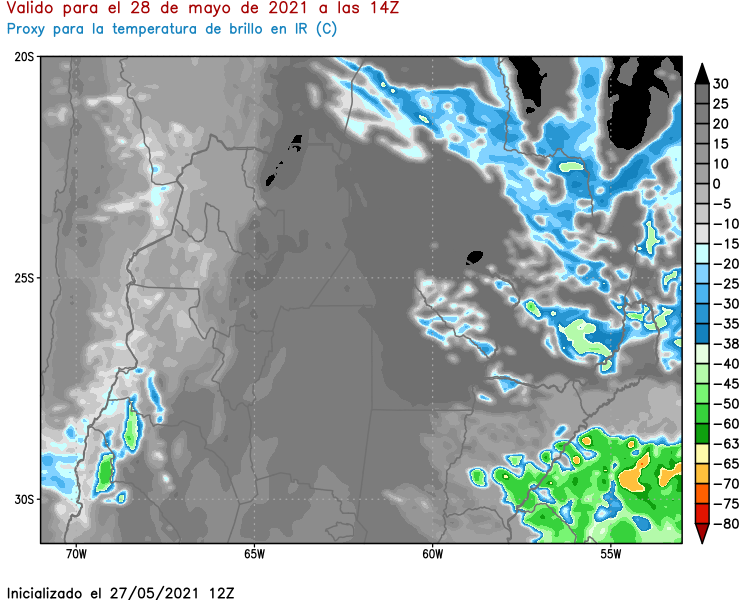 Valido para el 28 de mayo de 2021 a las 14Z
Proxy para la temperatura de brillo en IR (C)
20S
25S
30S
70W
65W
60W
55W
30
25
20
15
10
0
-5
-10
-15
-20
-25
-30
-35
-38
-40
-45
-50
-60
-63
-65
-70
-75
-80
Inicializado el 27/05/2021 12Z